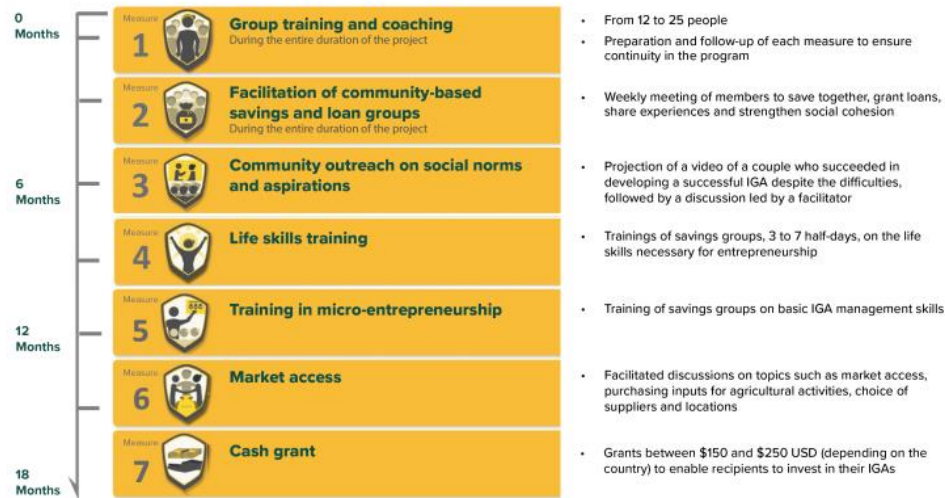 0
Months
Measure
1
Group training and coaching
During the entire duration of the project
• From 12 to 25 people
• Preparation and follow-up of each measure to ensure
continuity in the program
Measure
2
Facilitation of community-based
savings and loan groups
During the entire duration of the project
• Weekly meeting of members to save together, grant loans,
share experiences and strengthen social cohesion
6
Months
Measure
3
Community outreach on social norms
and aspirations
• Projection of a video of a couple who succeeded in
developing a successful IGA despite the difficulties,
followed by a discussion led by a facilitator
Measure
4
Life skills training
• Trainings of savings groups, 3 to 7 half-days, on the life
skills necessary for entrepreneurship
12
Months
Measure
5
Training in micro-entrepreneurship
• Training of savings groups on basic IGA management skills
Measure
6
Market access
• Facilitated discussions on topics such as market access,
purchasing inputs for agricultural activities, choice of
suppliers and locations
18
Months
Measure
7
Cash grant
• Grants between $150 and $250 USD (depending on the
country) to enable recipients to invest in their IGAs